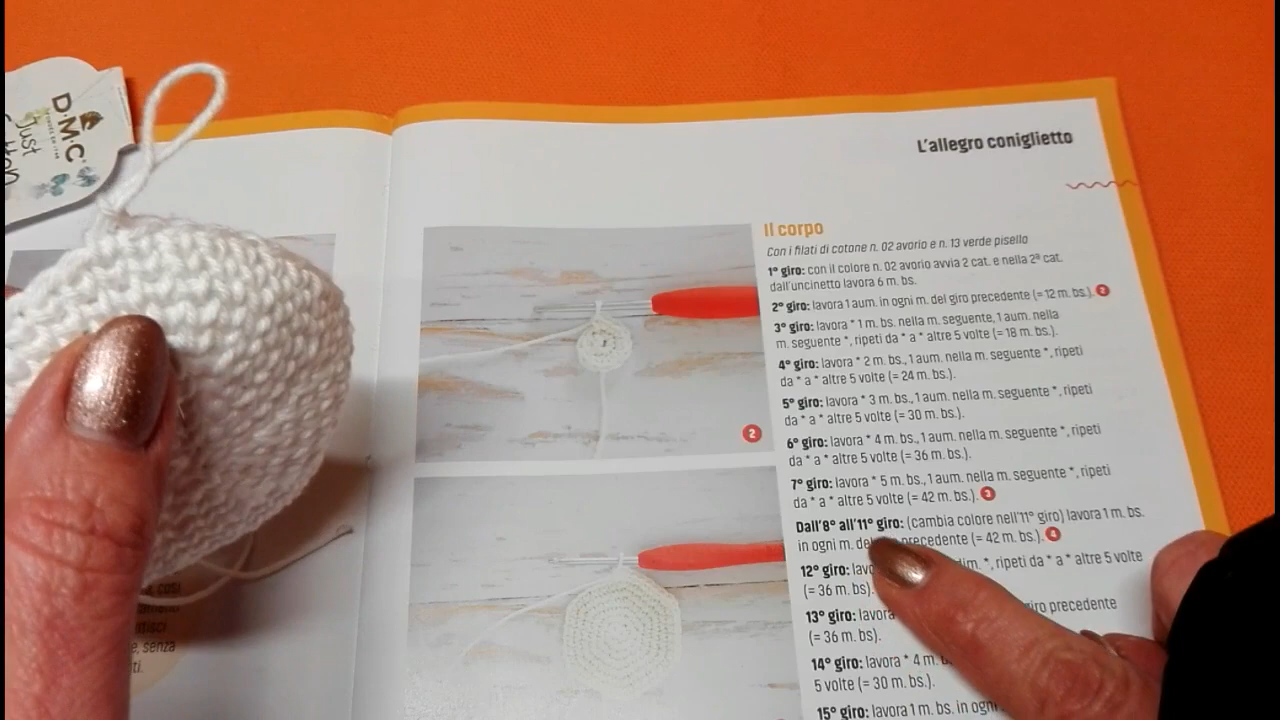 D·M·C
Just
L'allegro coniglietto
Il corpo
Con i filati di cotone n. 02 avorio e n. 13 verde pisello
1° giro: con il colore n. 02 avorio avvia 2 cat. e nella 2ª cat.
dall'uncinetto lavora 6 m. bs.
2° giro: lavora 1 aum. in ogni m. del giro precedente (= 12 m. bs.). 2
3° giro: lavora * 1 m. bs. nella m. seguente, 1 aum. nella
m. seguente *, ripeti da * a * altre 5 volte (= 18 m. bs.).
4° giro: lavora * 2 m. bs., 1 aum. nella m. seguente *, ripeti
da * a * altre 5 volte (= 24 m. bs.).
5° giro: lavora * 3 m. bs., 1 aum. nella m. seguente *, ripeti
da * a * altre 5 volte (= 30 m. bs.).
6° giro: lavora * 4 m. bs., 1 aum. nella m. seguente *, ripeti
da * a * altre 5 volte (= 36 m. bs.).
7° giro: lavora * 5 m. bs., 1 aum. nella m. seguente *, ripeti
da * a * altre 5 volte (= 42 m. bs.). 3
Dall'8° all'11° giro: (cambia colore nell'11° giro) lavora 1 m. bs.
in ogni m. precedente (= 42 m. bs.). 4
12° giro: dim. *, ripeti da * a * altre 5 volte
(= 36 m. bs).
13° giro: lavora giro precedente
(= 36 m. bs).
14° giro: lavora * 4 m.
5 volte (= 30 m. bs.).
15° giro: lavora 1 m. bs. in ogni
2
così
senza